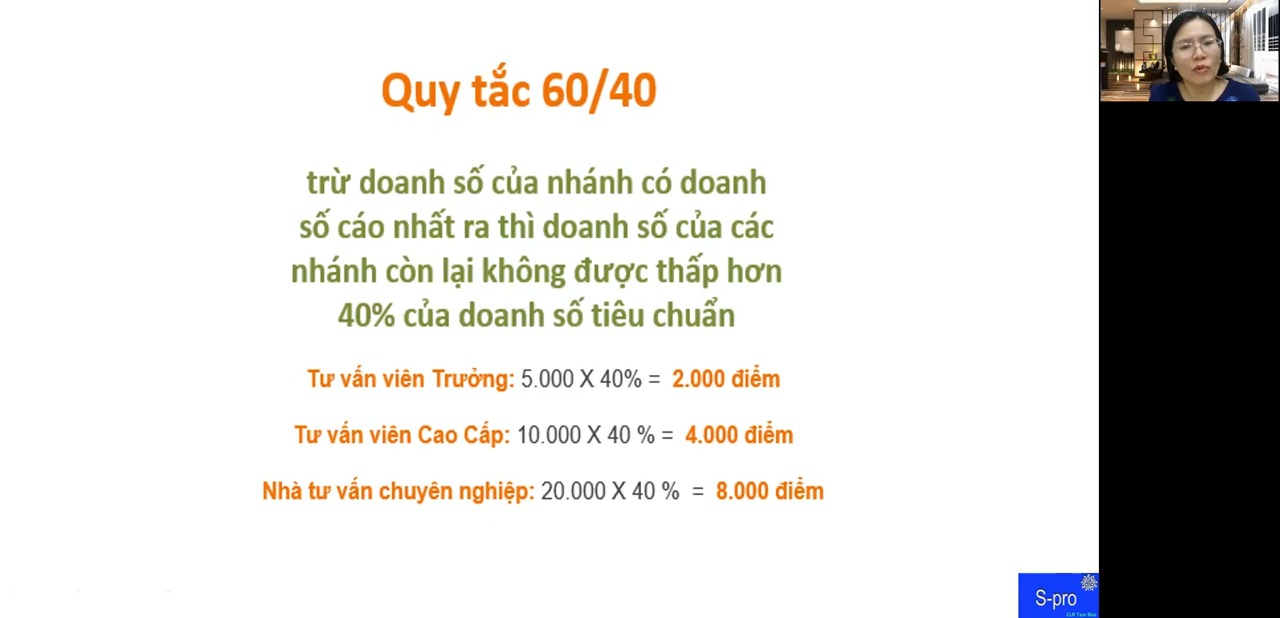 Quy tắc 60/40
trừ doanh số của nhánh có doanh
số cáo nhất ra thì doanh số của các
nhánh còn lại không được thấp hơn
40% của doanh số tiêu chuẩn
Tư vấn viên Trưởng: 5.000 X 40% = 2.000 điểm
Tư vấn viên Cao Cấp: 10.000 X 40 % = 4.000 điểm
Nhà tư vấn chuyên nghiệp: 20.000 X 40 % = 8.000 điểm
S-pro
CLB Tam Bảo